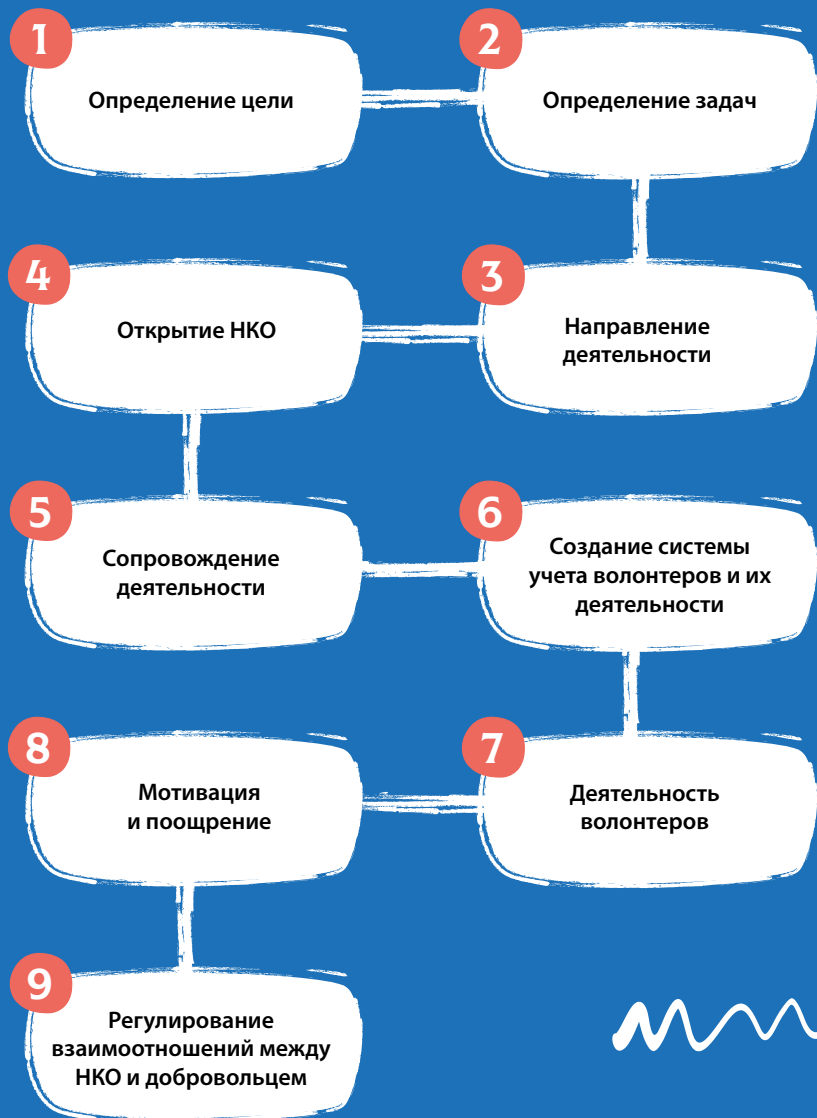 1
Определение цели
2
Определение задач
3
Направление
деятельности
4
Открытие НКО
5
Сопровождение
деятельности
6
Создание системы
учета волонтеров и их
деятельности
7
Деятельность
волонтеров
8
Мотивация
и поощрение
9
Регулирование
взаимоотношений между
НКО и добровольцем